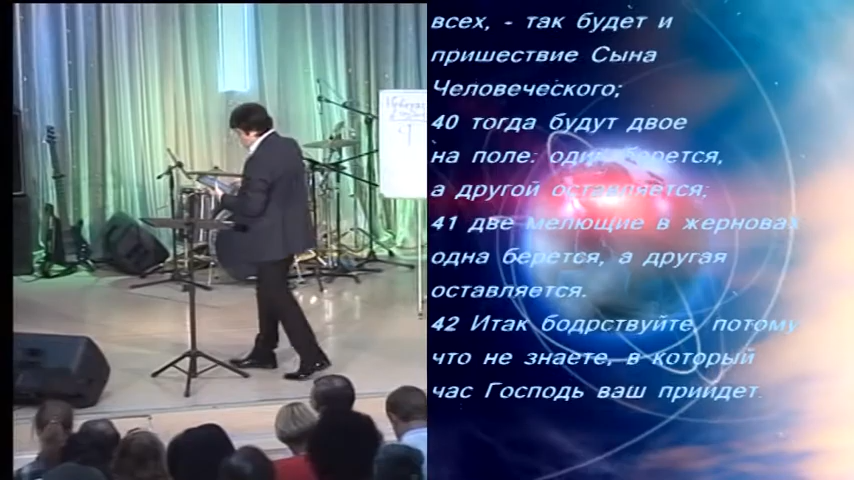 всех, - так будет и
пришествие Сына
Человеческого;
40 тогда будут двое
на поле: один берется,
а другой оставляется;
41 две мелющие в жерновах
одна берется, а другая
оставляется.
42 Итак бодрствуйте, потому
что не знаете, в который
час Господь ваш приидет.